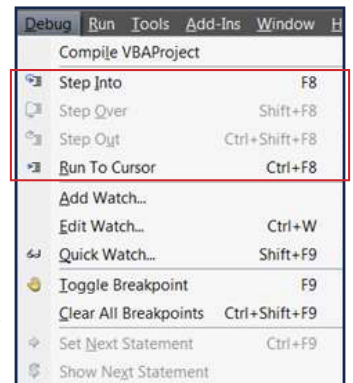 Debug Run Tools Add-Ins Window H
Compile VBAProject
Step Into F8
Step Over Shift+F8
Step Out Ctrl+Shift+F8
Run To Cursor Ctrl+F8
Add Watch...
Edit Watch... Ctrl+W
Quick Watch... Shift+F9
Toggle Breakpoint F9
Clear All Breakpoints Ctrl+Shift+F9
Set Next Statement Ctrl+F9
Show Next Statement